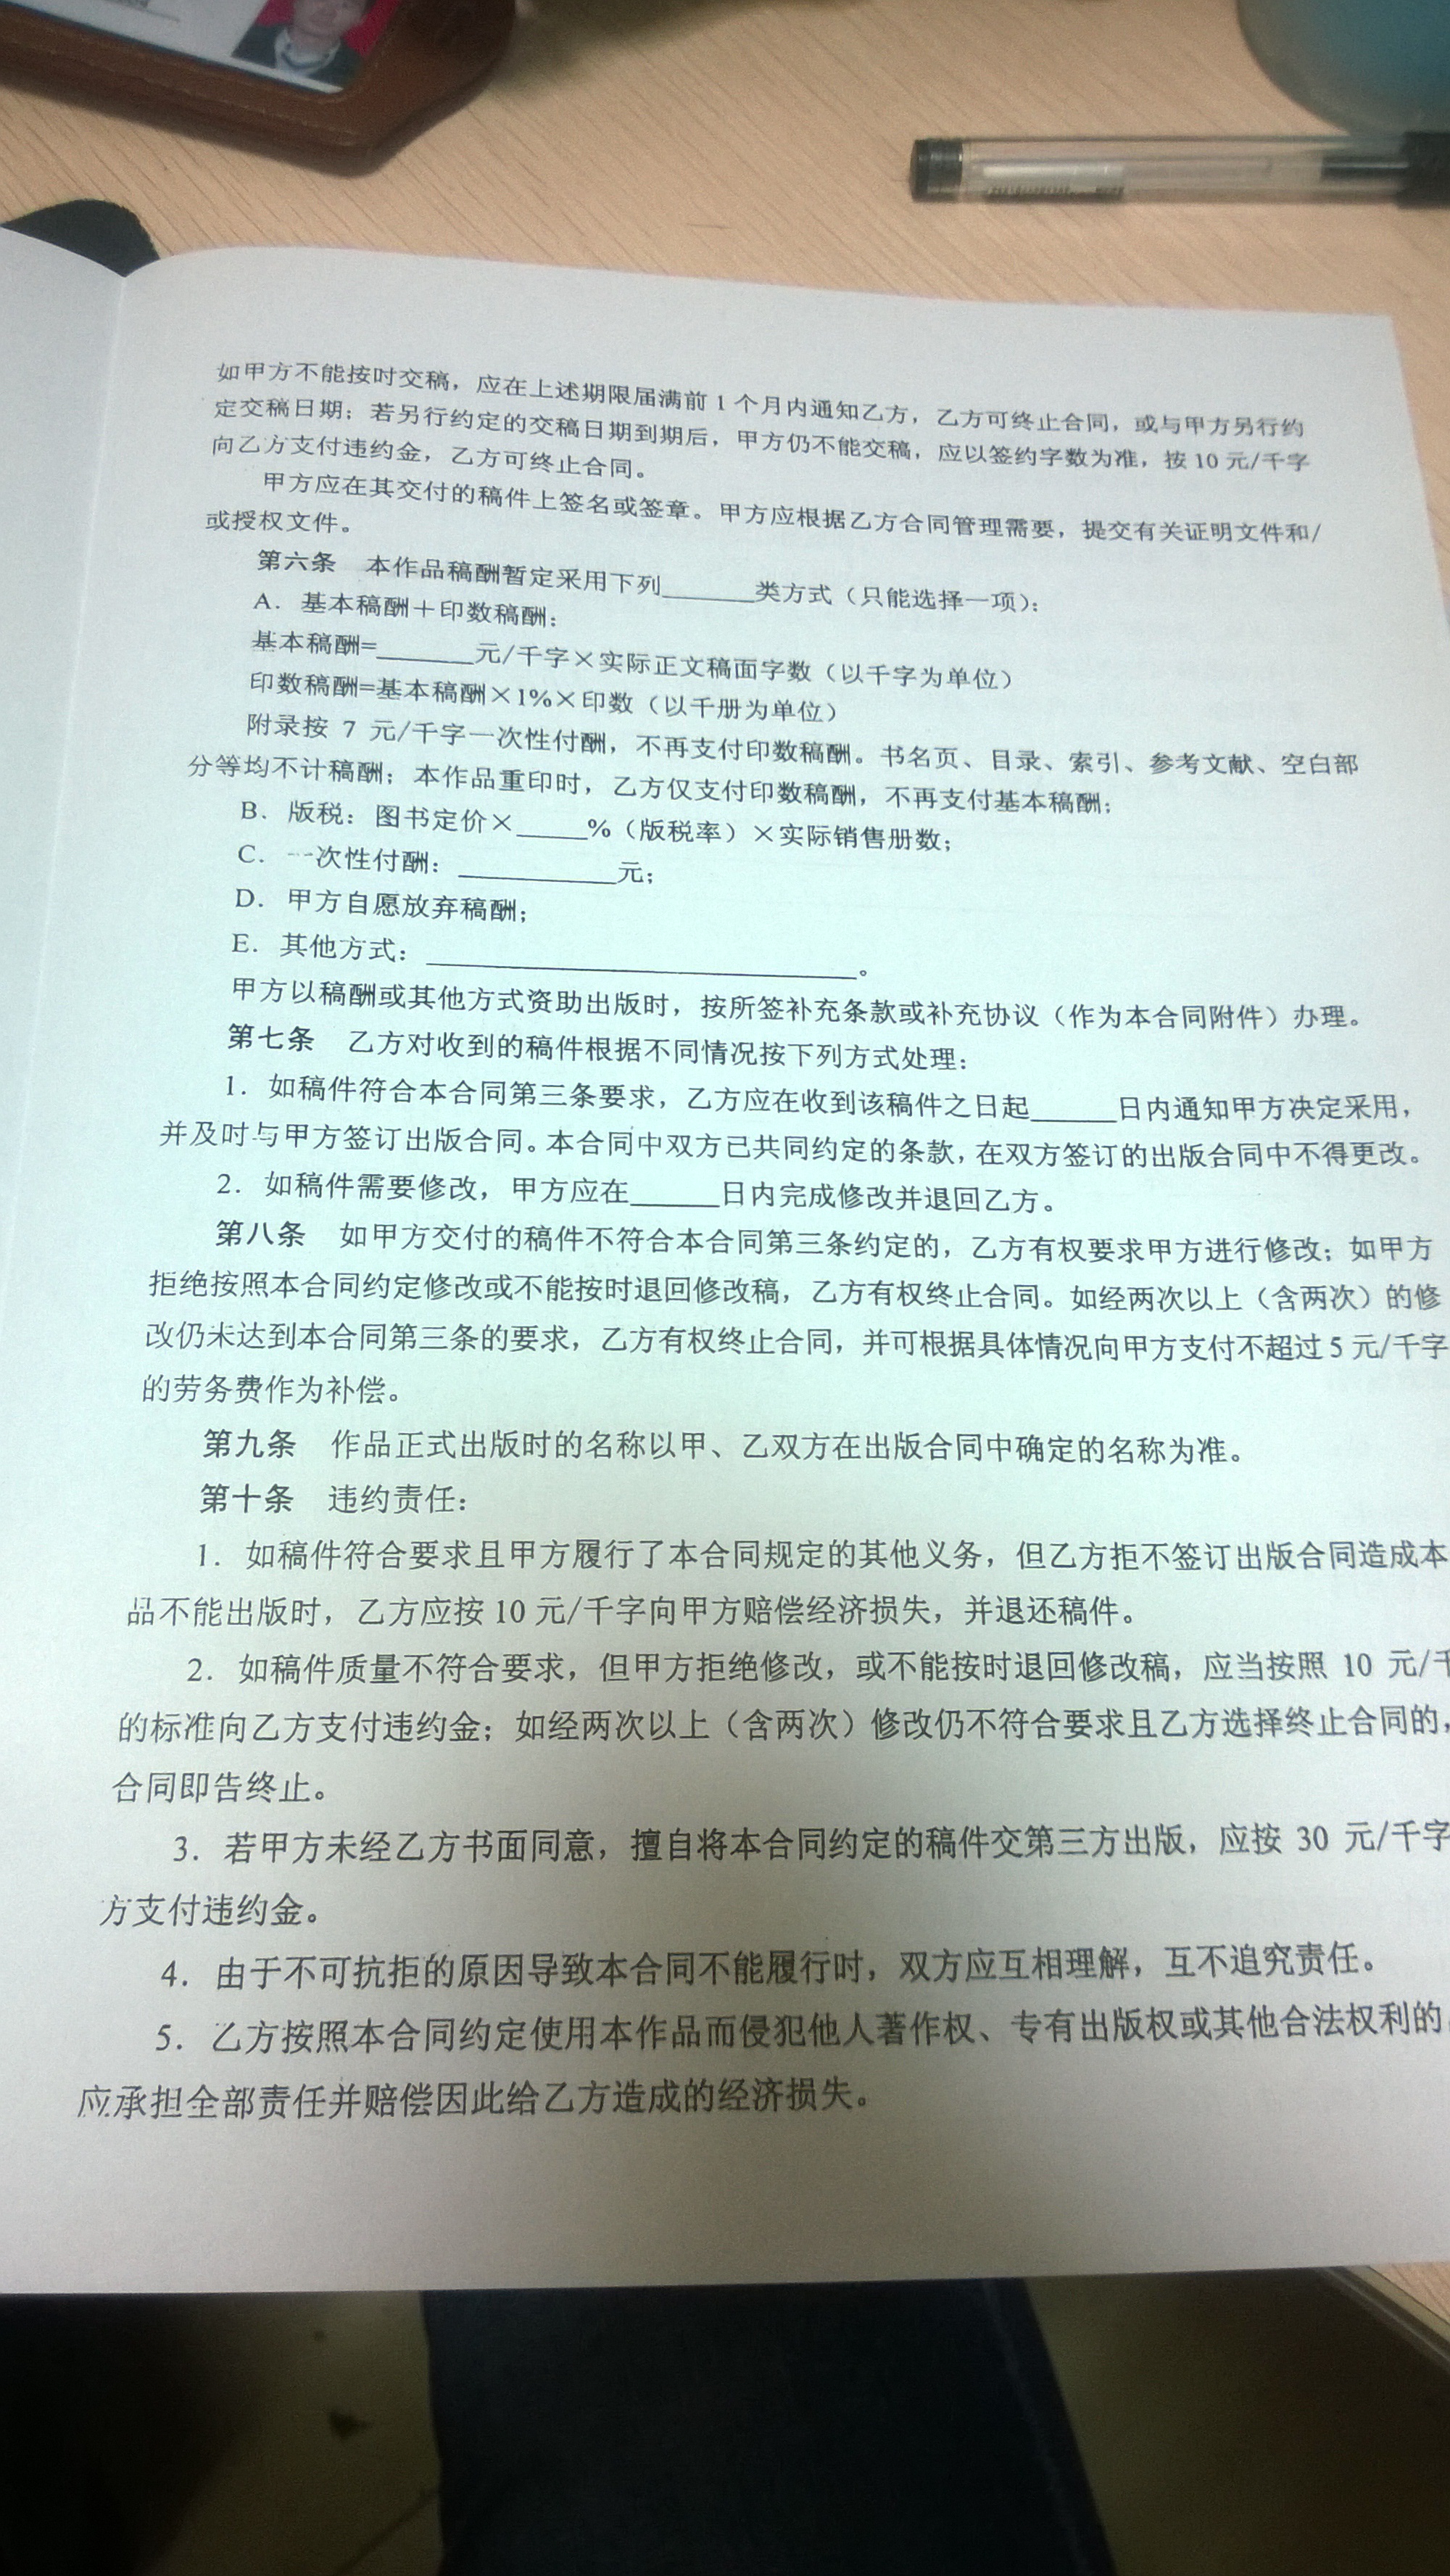 如甲方不能按时交稿，应在上述期限届满前 1 个月内通知乙方，乙方可终止合同，或与甲方另行约
定交稿日期；若另行约定的交稿日期到期后，甲方仍不能交稿，应以签约字数为准，按 10 元/千字
向乙方支付违约金，乙方可终止合同。
甲方应在其交付的稿件上签名或签章。甲方应根据乙方合同管理需要，提交有关证明文件和/
或授权文件。
第六条 本作品稿酬暂定采用下列______类方式（只能选择一项）：
A．基本稿酬＋印数稿酬：
基本稿酬=______元/千字×实际正文稿面字数（以千字为单位）
印数稿酬=基本稿酬×1%×印数（以千册为单位）
附录按 7 元/千字一次性付酬，不再支付印数稿酬。书名页、目录、索引、参考文献、空白部
分等均不计稿酬；本作品重印时，乙方仅支付印数稿酬，不再支付基本稿酬；
B．版税：图书定价×_____%（版税率）×实际销售册数；
C．一次性付酬：__________元；
D．甲方自愿放弃稿酬；
E．其他方式：____________________________。
甲方以稿酬或其他方式资助出版时，按所签补充条款或补充协议（作为本合同附件）办理。
第七条 乙方对收到的稿件根据不同情况按下列方式处理：
1．如稿件符合本合同第三条要求，乙方应在收到该稿件之日起______日内通知甲方决定采用，
并及时与甲方签订出版合同。本合同中双方已共同约定的条款，在双方签订的出版合同中不得更改。
2．如稿件需要修改，甲方应在______日内完成修改并退回乙方。
第八条 如甲方交付的稿件不符合本合同第三条约定的，乙方有权要求甲方进行修改；如甲方
拒绝按照本合同约定修改或不能按时退回修改稿，乙方有权终止合同。如经两次以上（含两次）的修
改仍未达到本合同第三条的要求，乙方有权终止合同，并可根据具体情况向甲方支付不超过 5 元/千字
的劳务费作为补偿。
第九条 作品正式出版时的名称以甲、乙双方在出版合同中确定的名称为准。
第十条 违约责任：
1．如稿件符合要求且甲方履行了本合同规定的其他义务，但乙方拒不签订出版合同造成本
品不能出版时，乙方应按 10 元/千字向甲方赔偿经济损失，并退还稿件。
2．如稿件质量不符合要求，但甲方拒绝修改，或不能按时退回修改稿，应当按照 10 元/千
的标准向乙方支付违约金；如经两次以上（含两次）修改仍不符合要求且乙方选择终止合同的，
合同即告终止。
3．若甲方未经乙方书面同意，擅自将本合同约定的稿件交第三方出版，应按 30 元/千字
方支付违约金。
4．由于不可抗拒的原因导致本合同不能履行时，双方应互相理解，互不追究责任。
5．乙方按照本合同约定使用本作品而侵犯他人著作权、专有出版权或其他合法权利的
应承担全部责任并赔偿因此给乙方造成的经济损失。